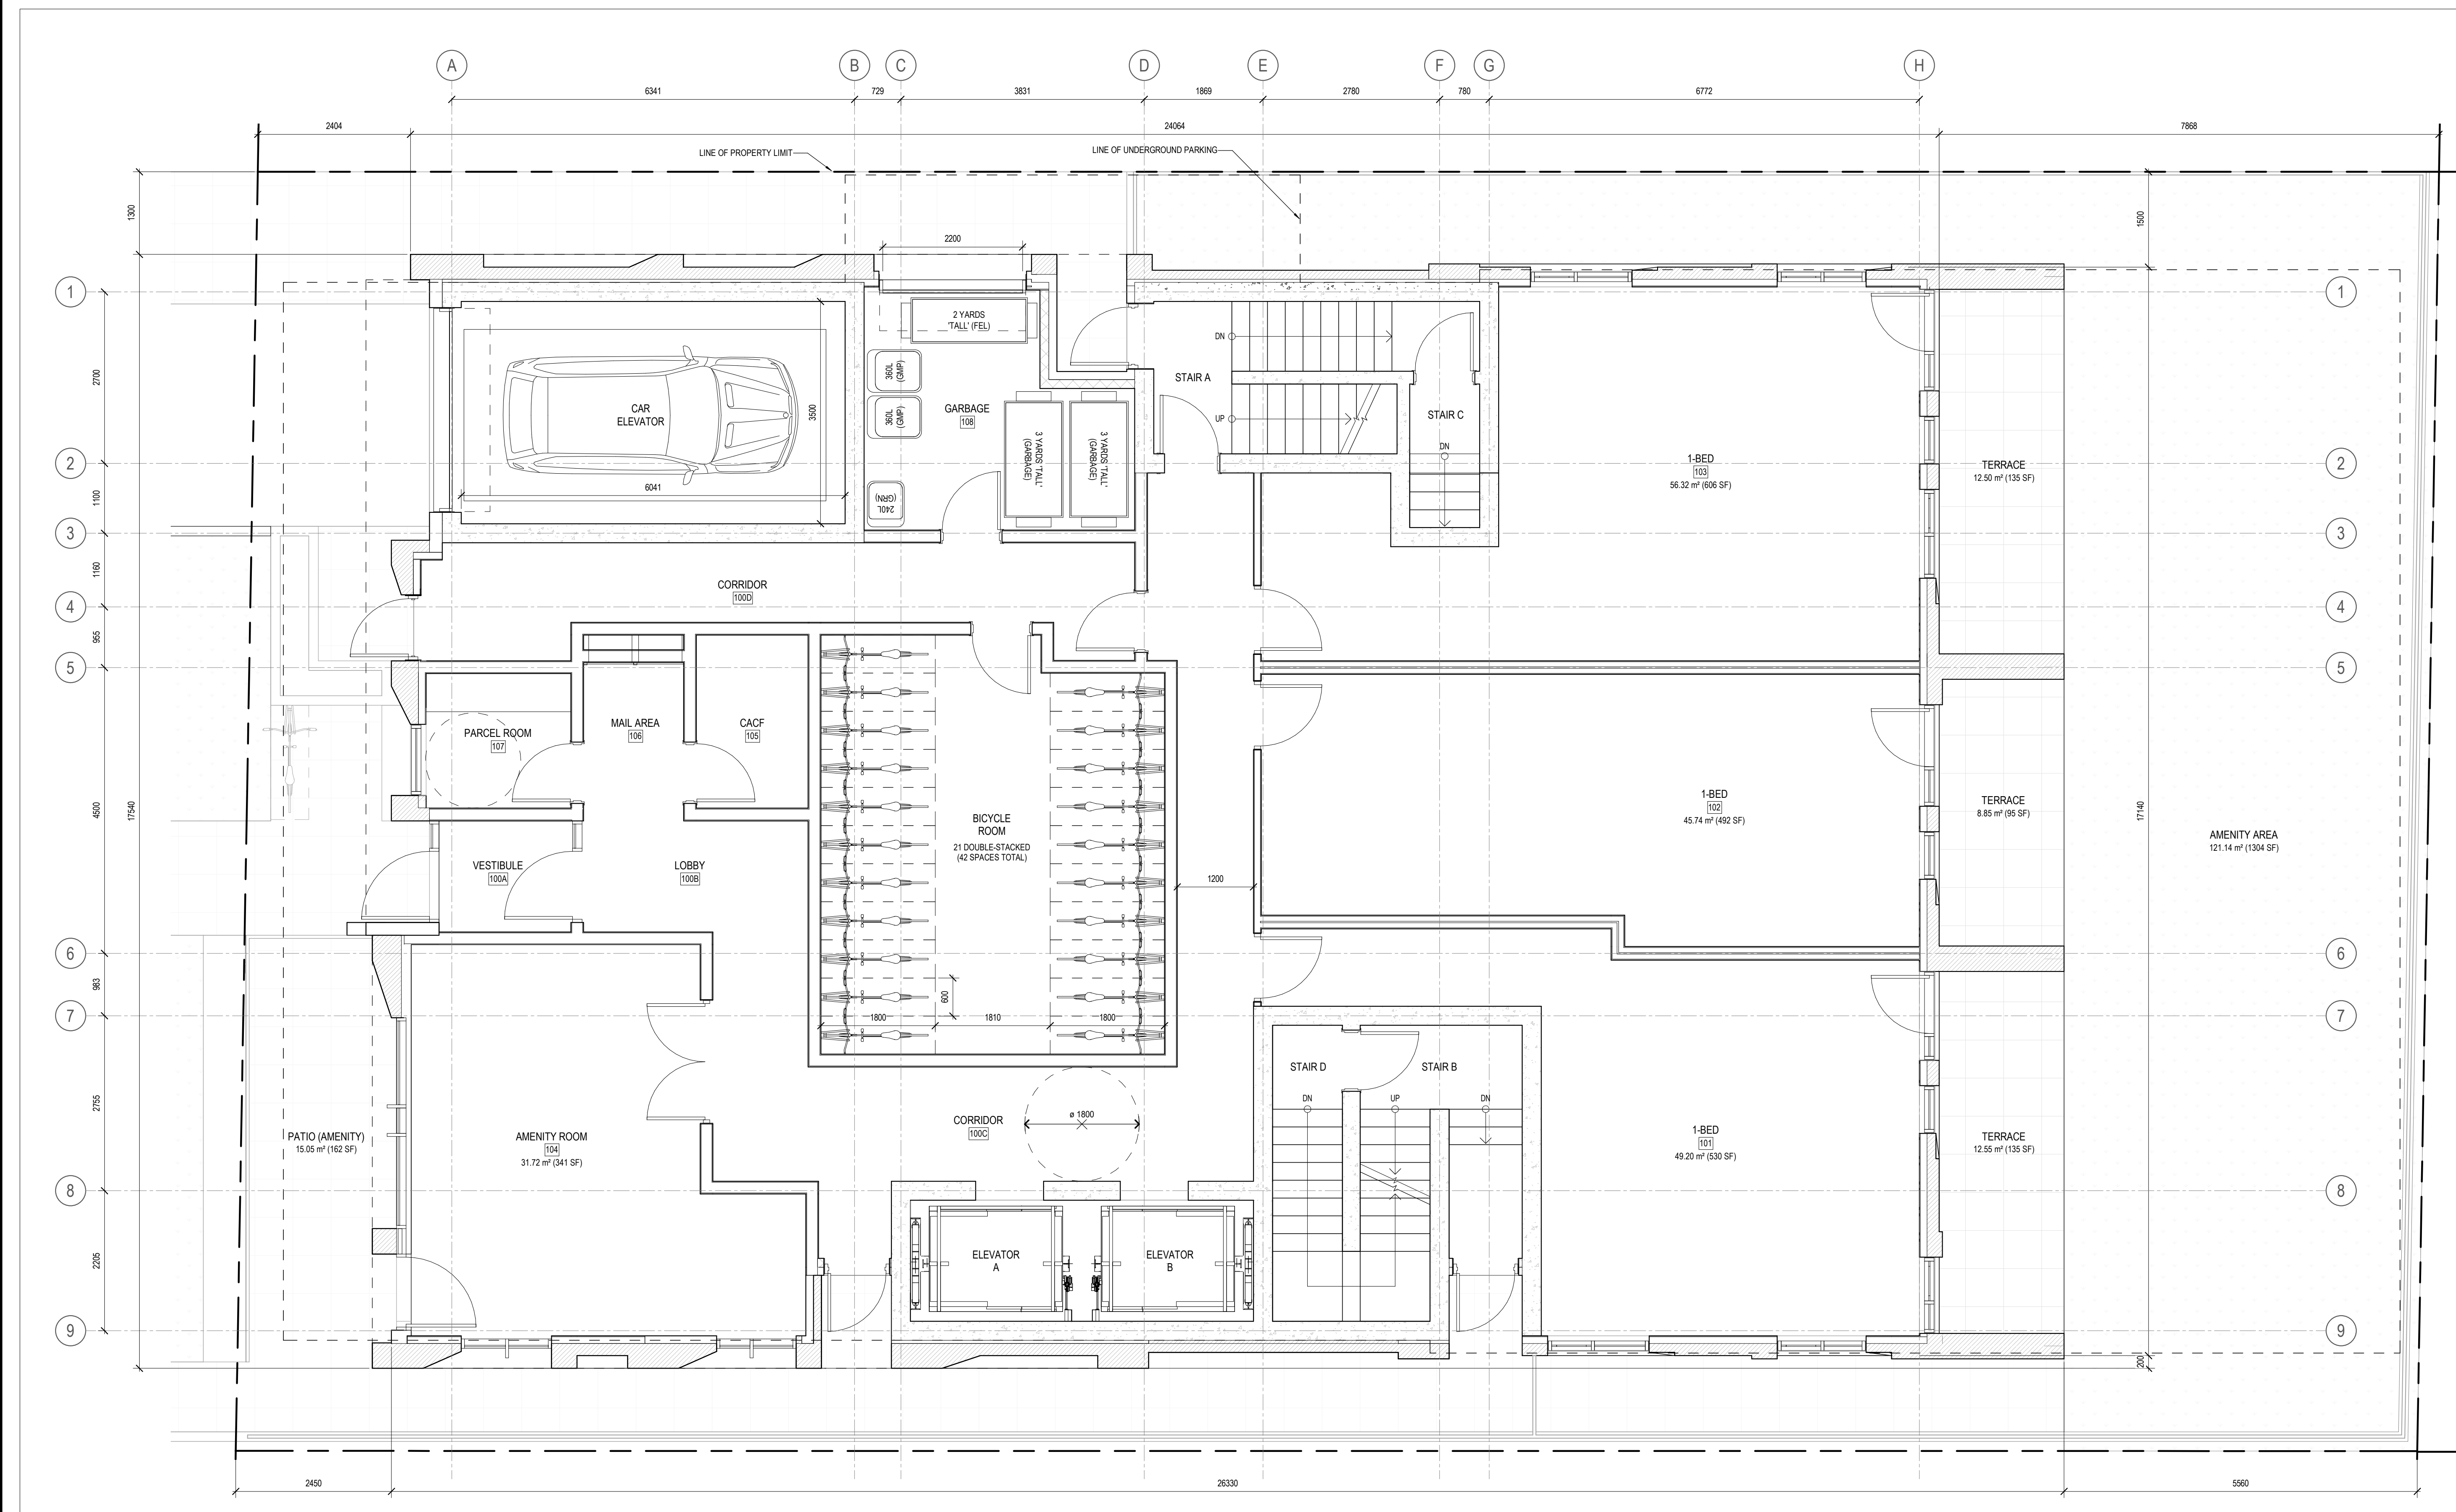 A B C D E F G H
6341 729 3831 1869 2780 780 6772
2404 24064 7868
LINE OF PROPERTY LIMIT
LINE OF UNDERGROUND PARKING
1300
1500
2200
1
1
2 YARDS
'TALL' (FEL)
DN
2700
360L
(GMP)
STAIR A
CAR
ELEVATOR
3500
360L
(GMP)
GARBAGE
108
UP
STAIR C
3 YARDS 'TALL'
(GARBAGE)
3 YARDS 'TALL'
(GARBAGE)
DN
2
1-BED
103
56.32 m² (606 SF)
TERRACE
12.50 m² (135 SF)
2
6041
240L
(GRN)
1100
3
3
1160
CORRIDOR
100D
4
4
955
5
5
PARCEL ROOM
107
MAIL AREA
106
CACF
105
4500
17540
BICYCLE
ROOM
21 DOUBLE-STACKED
(42 SPACES TOTAL)
1-BED
102
45.74 m² (492 SF)
TERRACE
8.85 m² (95 SF)
17140
AMENITY AREA
121.14 m² (1304 SF)
VESTIBULE
100A
LOBBY
100B
1200
6
6
983
600
7
1800 1810 1800
7
STAIR D
STAIR B
2755
DN
UP
DN
PATIO (AMENITY)
15.05 m² (162 SF)
AMENITY ROOM
104
31.72 m² (341 SF)
CORRIDOR
100C
ø 1800
1-BED
101
49.20 m² (530 SF)
TERRACE
12.55 m² (135 SF)
8
8
2205
ELEVATOR
A
ELEVATOR
B
9
9
200
2450 26330 5560